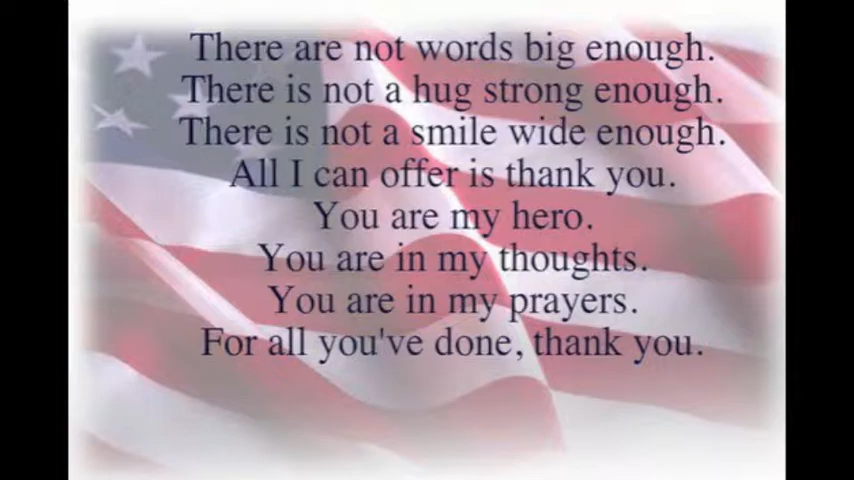 There are not words big enough.
There is not a hug strong enough.
There is not a smile wide enough.
All I can offer is thank you.
You are my hero.
You are in my thoughts.
You are in my prayers.
For all you've done, thank you.